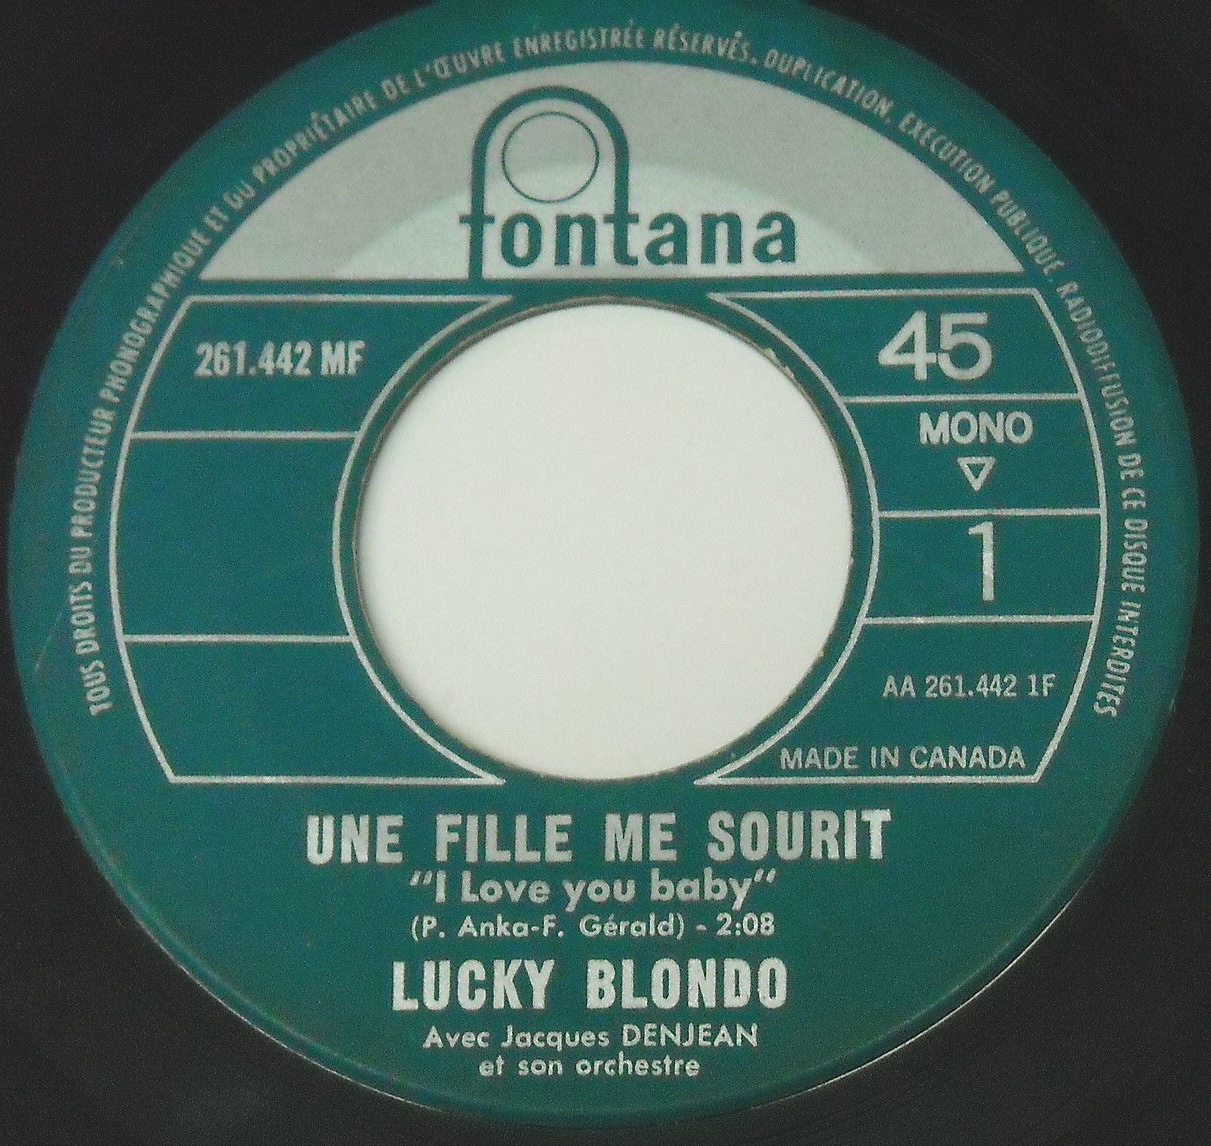 TOUS DROITS DU PRODUCTEUR PHONOGRAPHIQUE ET DU PROPRIÉTAIRE DE L'ŒUVRE ENREGISTRÉE RÉSERVÉS. DUPLICATION, EXÉCUTION PUBLIQUE, RADIODIFFUSION DE CE DISQUE INTERDITES
fontana
261.442 MF
45
MONO
▽
1
AA 261.442 1F
MADE IN CANADA
UNE FILLE ME SOURIT
"I Love you baby"
(P. Anka-F. Gérald) - 2:08
LUCKY BLONDO
Avec Jacques DENJEAN
et son orchestre